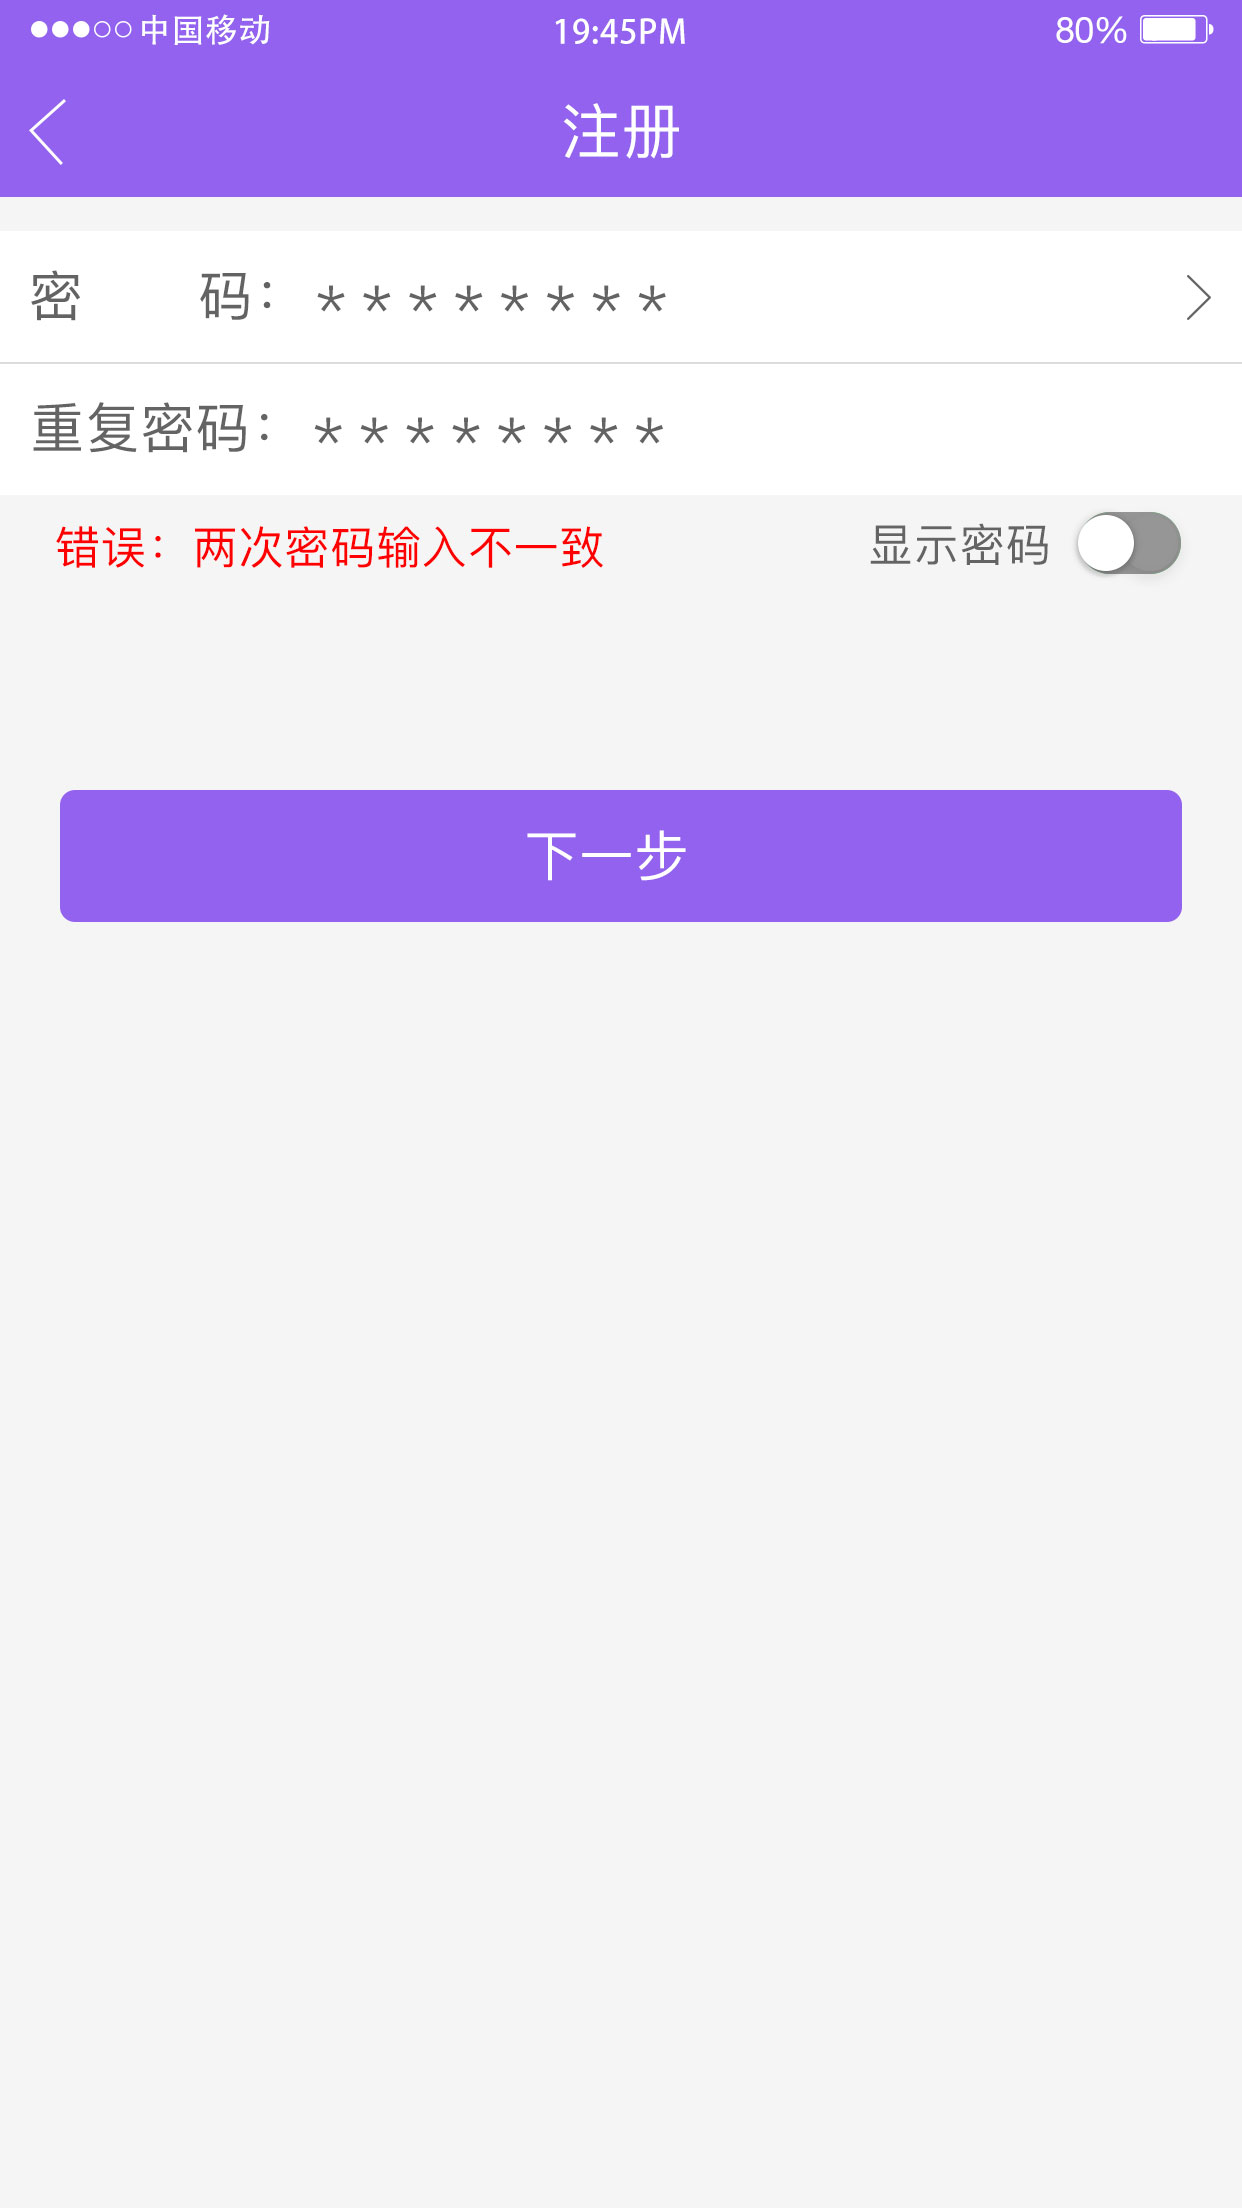 中国移动 19:45PM 80%
注册
密 码： ********
重复密码： ********
错误：两次密码输入不一致 显示密码
下一步